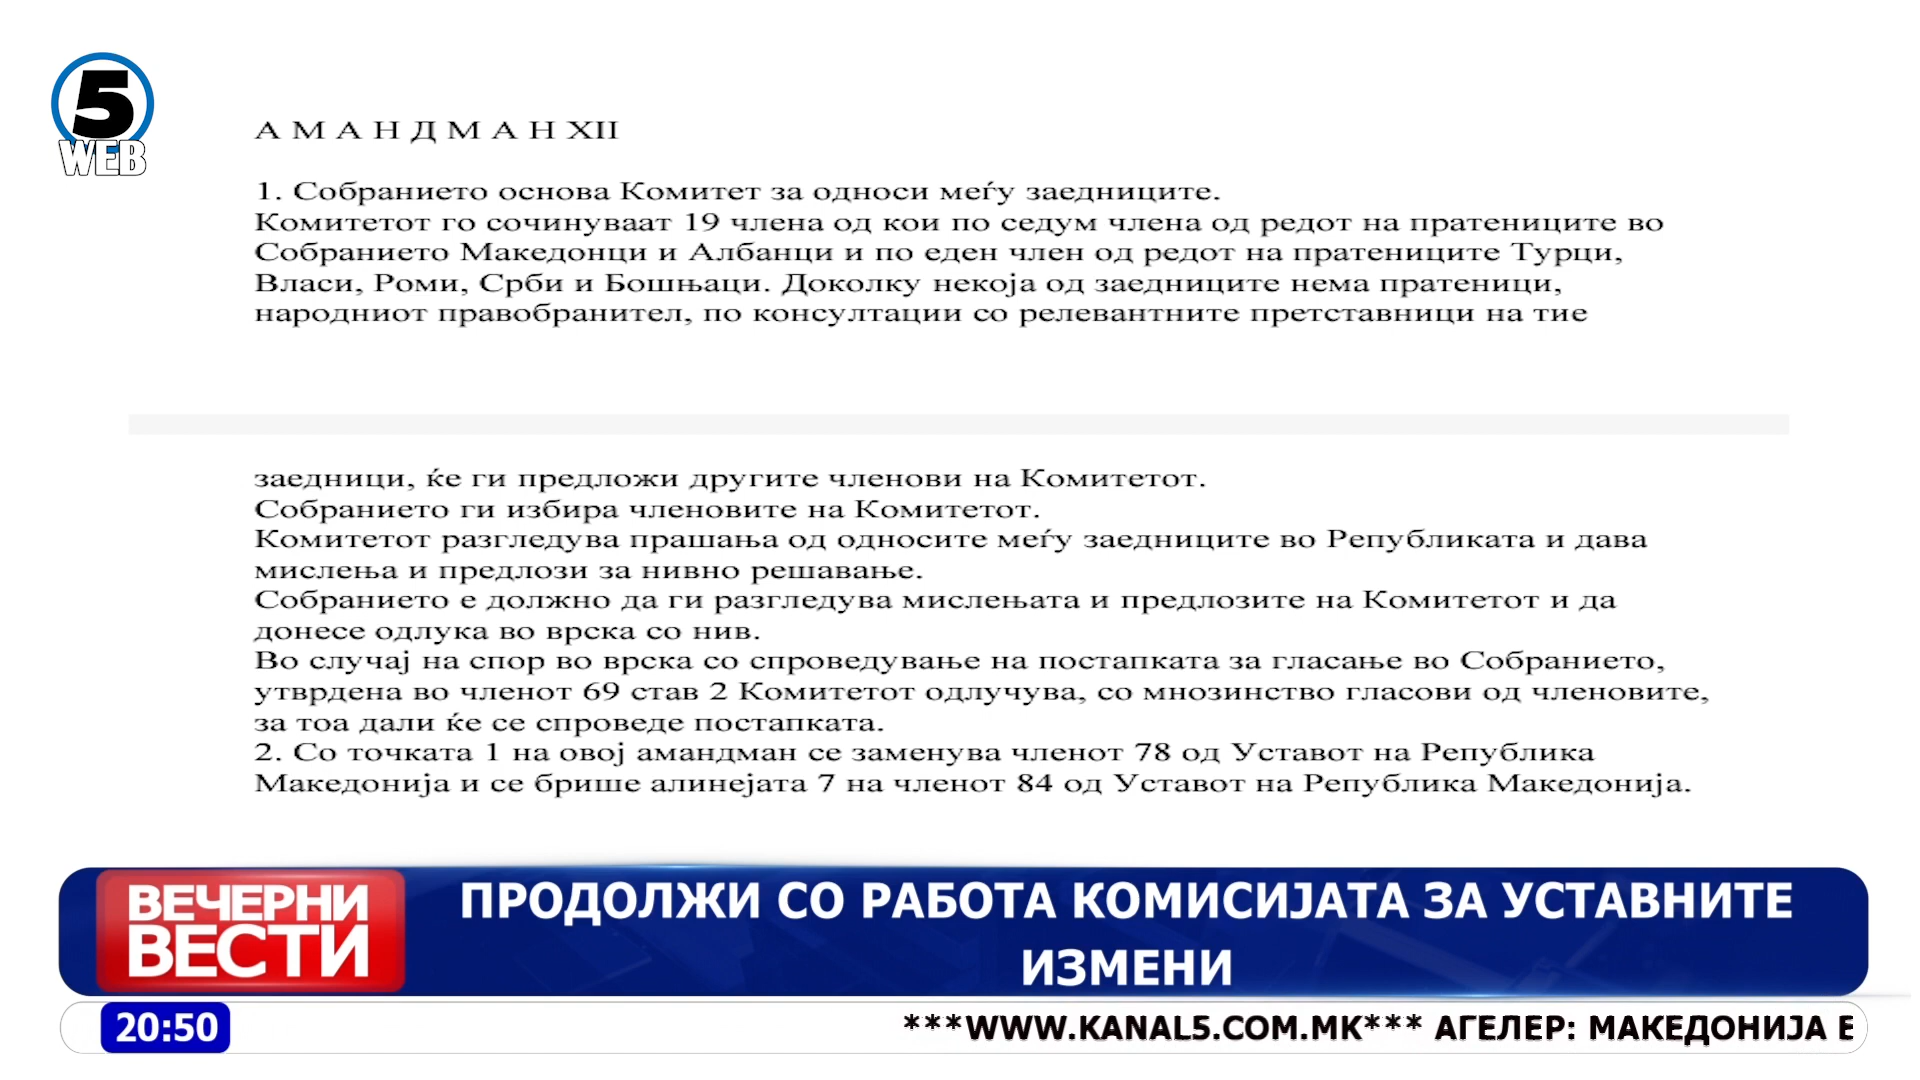 5
WEB
А М А Н Д М А Н XII
1. Собранието основа Комитет за односи меѓу заедниците.
Комитетот го сочинуваат 19 члена од кои по седум члена од редот на пратениците во
Собранието Македонци и Албанци и по еден член од редот на пратениците Турци,
Власи, Роми, Срби и Бошњаци. Доколку некоја од заедниците нема пратеници,
народниот правобранител, по консултации со релевантните претставници на тие
заедници, ќе ги предложи другите членови на Комитетот.
Собранието ги избира членовите на Комитетот.
Комитетот разгледува прашања од односите меѓу заедниците во Републиката и дава
мислења и предлози за нивно решавање.
Собранието е должно да ги разгледува мислењата и предлозите на Комитетот и да
донесе одлука во врска со нив.
Во случај на спор во врска со спроведување на постапката за гласање во Собранието,
утврдена во членот 69 став 2 Комитетот одлучува, со мнозинство гласови од членовите,
за тоа дали ќе се спроведе постапката.
2. Со точката 1 на овој амандман се заменува членот 78 од Уставот на Република
Македонија и се брише алинејата 7 на членот 84 од Уставот на Република Македонија.
ВЕЧЕРНИ
ВЕСТИ
ПРОДОЛЖИ СО РАБОТА КОМИСИЈАТА ЗА УСТАВНИТЕ
ИЗМЕНИ
20:50
***WWW.KANAL5.COM.MK*** АГЕЛЕР: МАКЕДОНИЈА Е